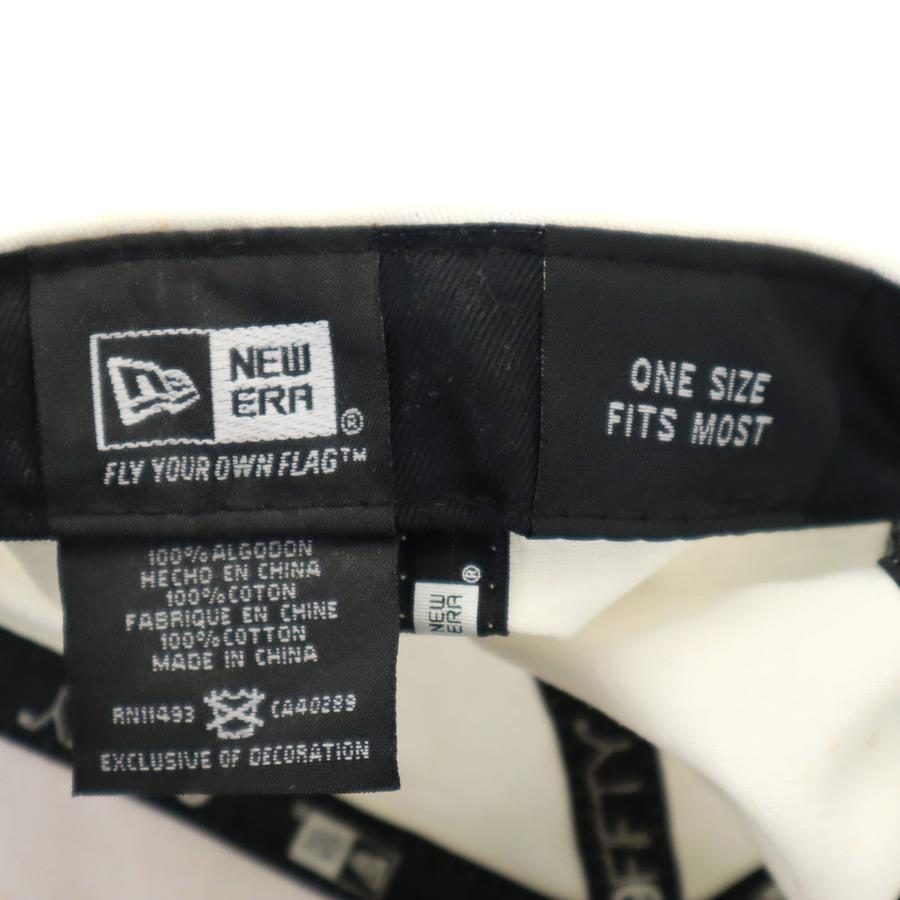 NEW
ERA
®
FLY YOUR OWN FLAG™
ONE SIZE
FITS MOST
100% ALGODON
HECHO EN CHINA
100% COTON
FABRIQUE EN CHINE
100% COTTON
MADE IN CHINA
RN11493 CA40289
EXCLUSIVE OF DECORATION
NEW
ERA
®